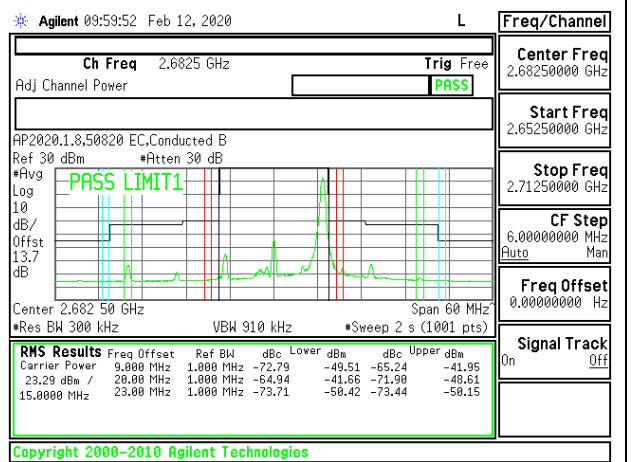 Agilent 09:59:52 Feb 12, 2020 L
Freq/Channel
Ch Freq 2.6825 GHz Trig Free
Adj Channel Power PASS
Center Freq
2.68250000 GHz
Start Freq
2.65250000 GHz
Stop Freq
2.71250000 GHz
CF Step
6.00000000 MHz
Auto Man
Freq Offset
0.00000000 Hz
Signal Track
On Off
AP2020.1.8,50820 EC,Conducted B
Ref 30 dBm #Atten 30 dB
#Avg
Log
10
dB/
Offst
13.7
dB
PASS LIMIT1
Center 2.682 50 GHz Span 60 MHz^
#Res BW 300 kHz VBW 910 kHz #Sweep 2 s (1001 pts)
RMS Results Freq Offset Ref BW dBc Lower dBm dBc Upper dBm
Carrier Power 9.000 MHz 1.000 MHz -72.79 -49.51 -65.24 -41.95
23.29 dBm / 20.00 MHz 1.000 MHz -64.94 -41.66 -71.90 -48.61
15.0000 MHz 23.00 MHz 1.000 MHz -73.71 -50.42 -73.44 -50.15
Copyright 2000-2010 Agilent Technologies